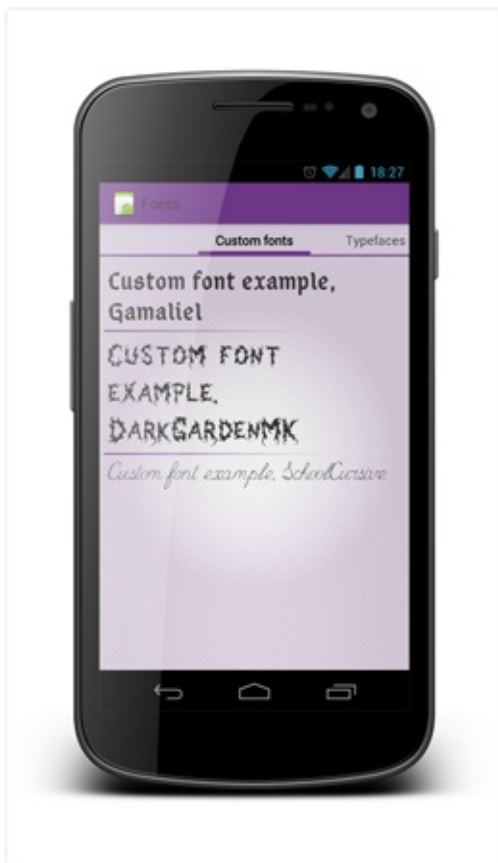 18:27
Fonts
Custom fonts Typefaces
Custom font example,
Gamaliel
CUSTOM FONT
EXAMPLE,
DARKGARDENMK
Custom font example, SchoolCursive